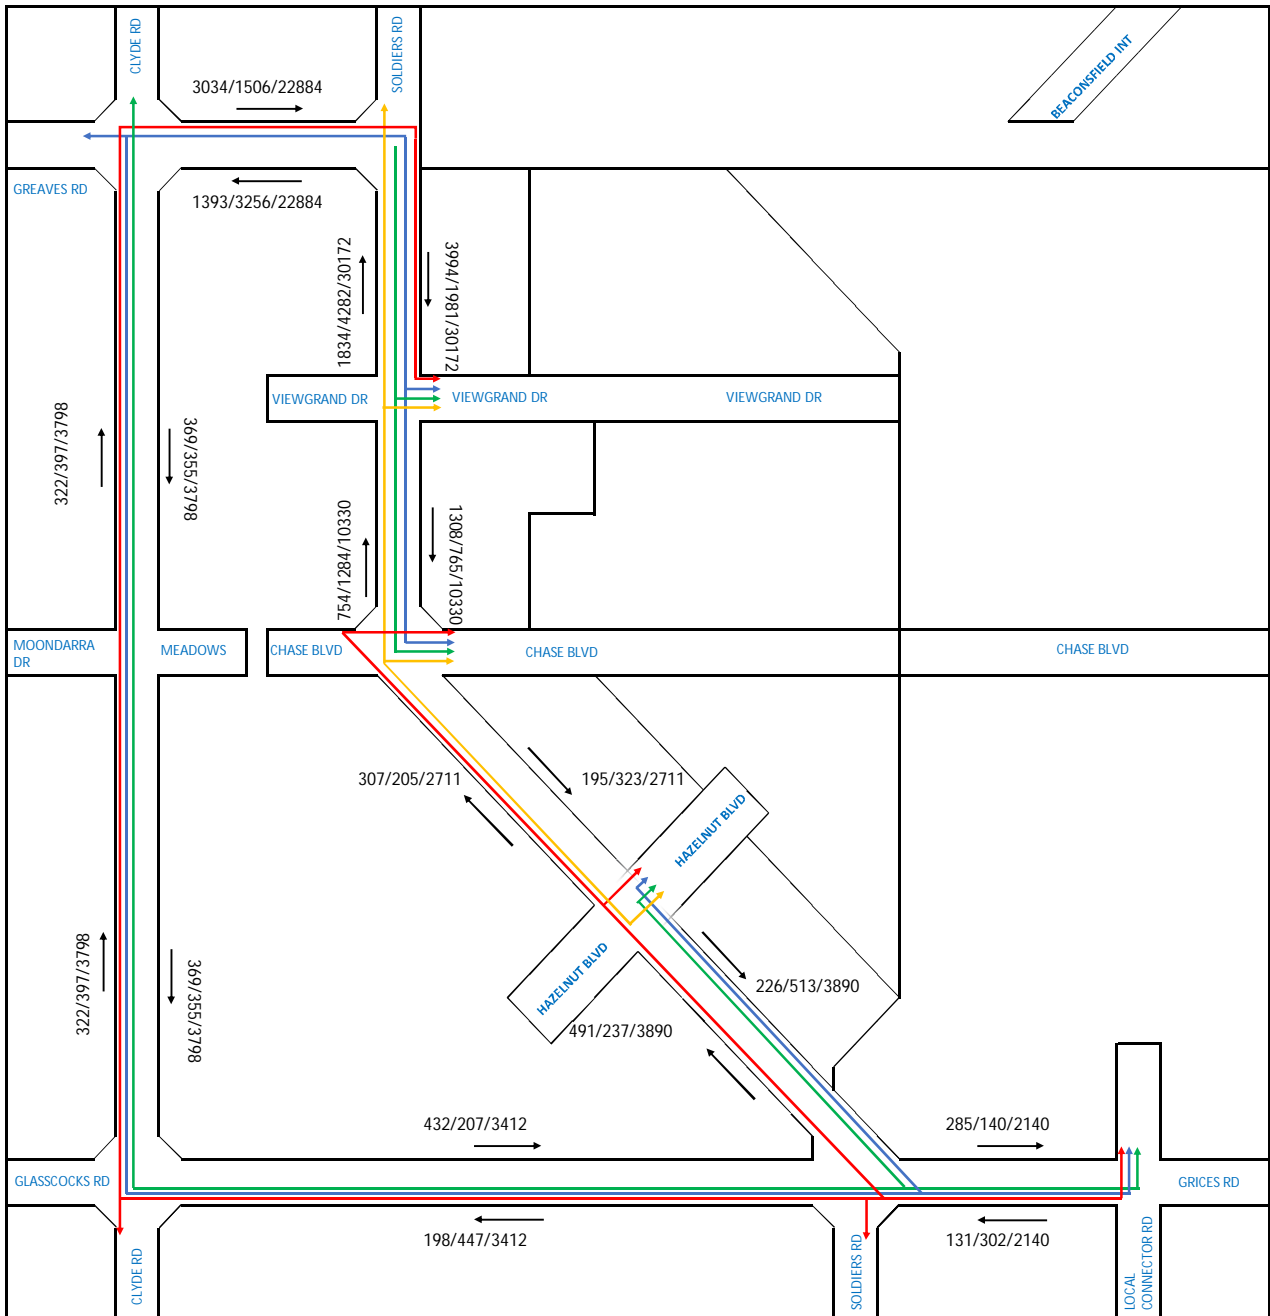 CLYDE RD
SOLDIERS RD
BEACONSFIELD INT
3034/1506/22884
GREAVES RD
1393/3256/22884
1834/4282/30172
3994/1981/30172
VIEWGRAND DR
VIEWGRAND DR
VIEWGRAND DR
322/397/3798
369/355/3798
754/1284/10330
1308/765/10330
MOONDARRA
DR
MEADOWS
CHASE BLVD
CHASE BLVD
CHASE BLVD
307/205/2711
195/323/2711
HAZELNUT BLVD
HAZELNUT BLVD
226/513/3890
491/237/3890
322/397/3798
369/355/3798
432/207/3412
285/140/2140
GLASSCOCKS RD
GRICES RD
198/447/3412
131/302/2140
CLYDE RD
SOLDIERS RD
LOCAL
CONNECTOR RD